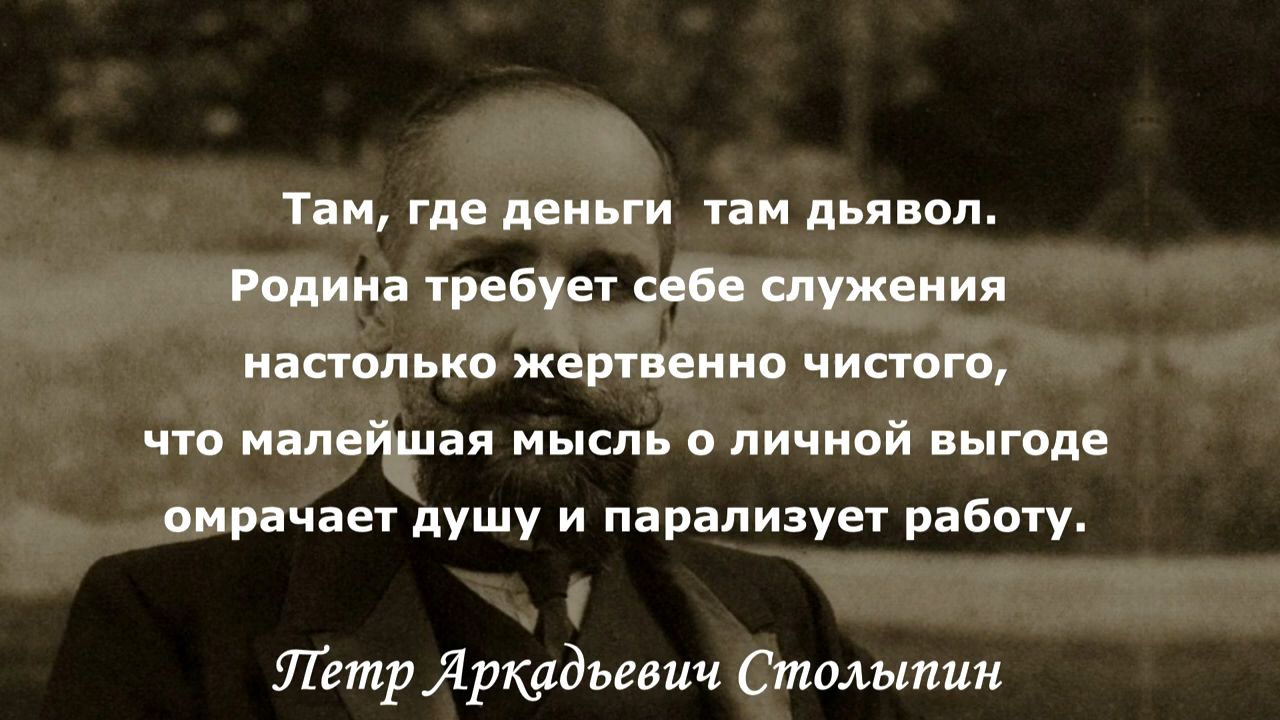 Там, где деньги  там дьявол.
Родина требует себе служения
настолько жертвенно чистого,
что малейшая мысль о личной выгоде
омрачает душу и парализует работу.
Петр Аркадьевич Столыпин